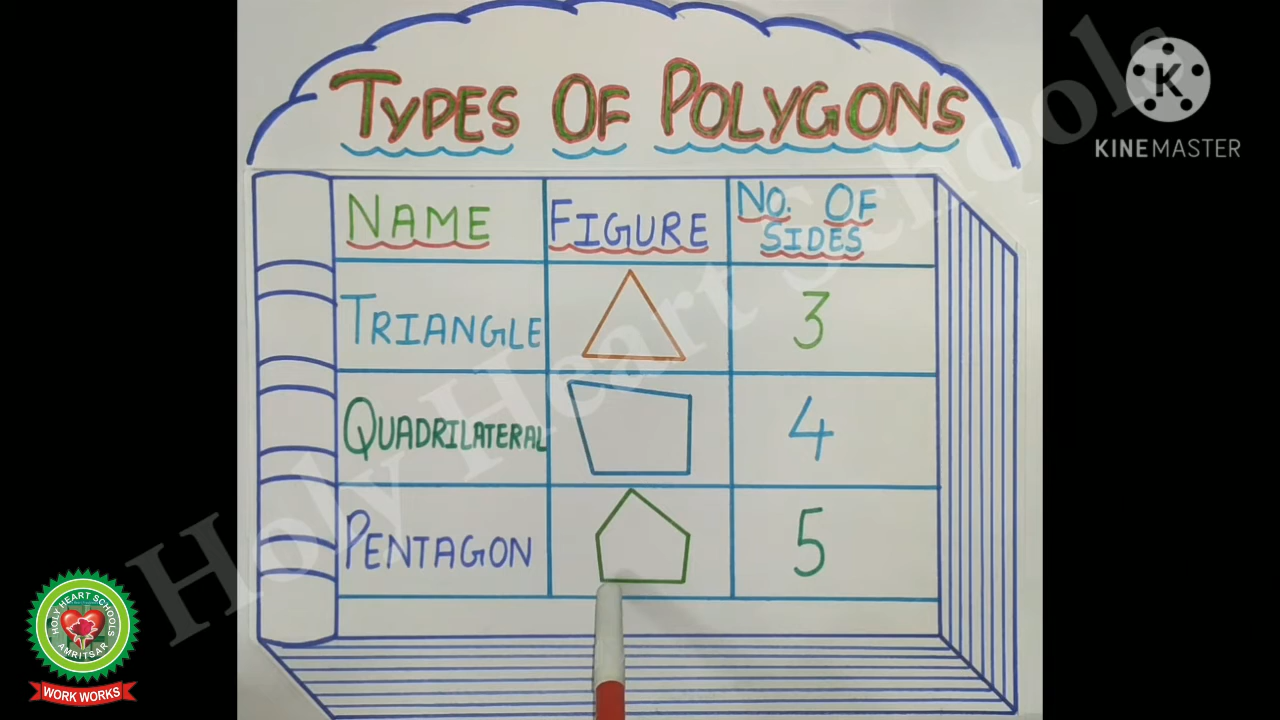 TYPES OF POLYGONS
K
KINEMASTER
NAME FIGURE NO. OF SIDES
TRIANGLE 3
QUADRILATERAL 4
PENTAGON 5
Holy Heart Schools
HOLY HEART SCHOOLS
AMRITSAR
WORK WORKS